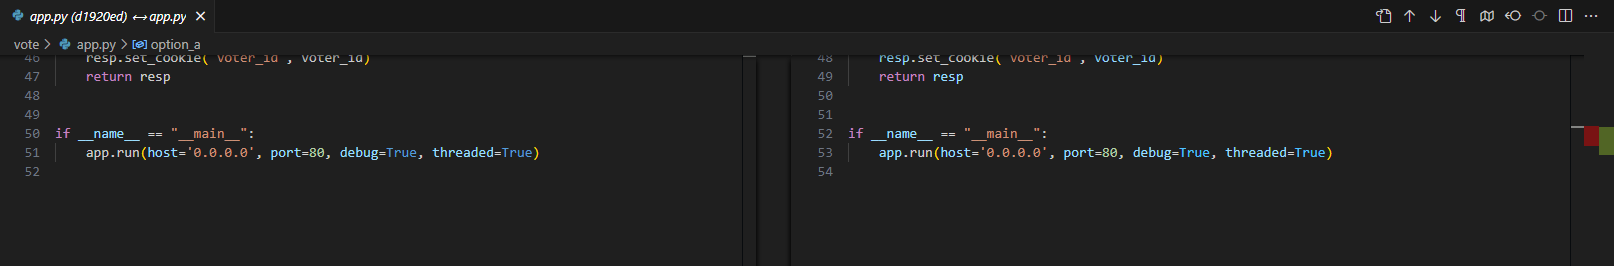 app.py (d1920ed) ↔ app.py
vote > app.py > option_a
46 resp.set_cookie('voter_id', voter_id)
47 return resp
48
49
50 if __name__ == "__main__":
51 app.run(host='0.0.0.0', port=80, debug=True, threaded=True)
52
48 resp.set_cookie('voter_id', voter_id)
49 return resp
50
51
52 if __name__ == "__main__":
53 app.run(host='0.0.0.0', port=80, debug=True, threaded=True)
54